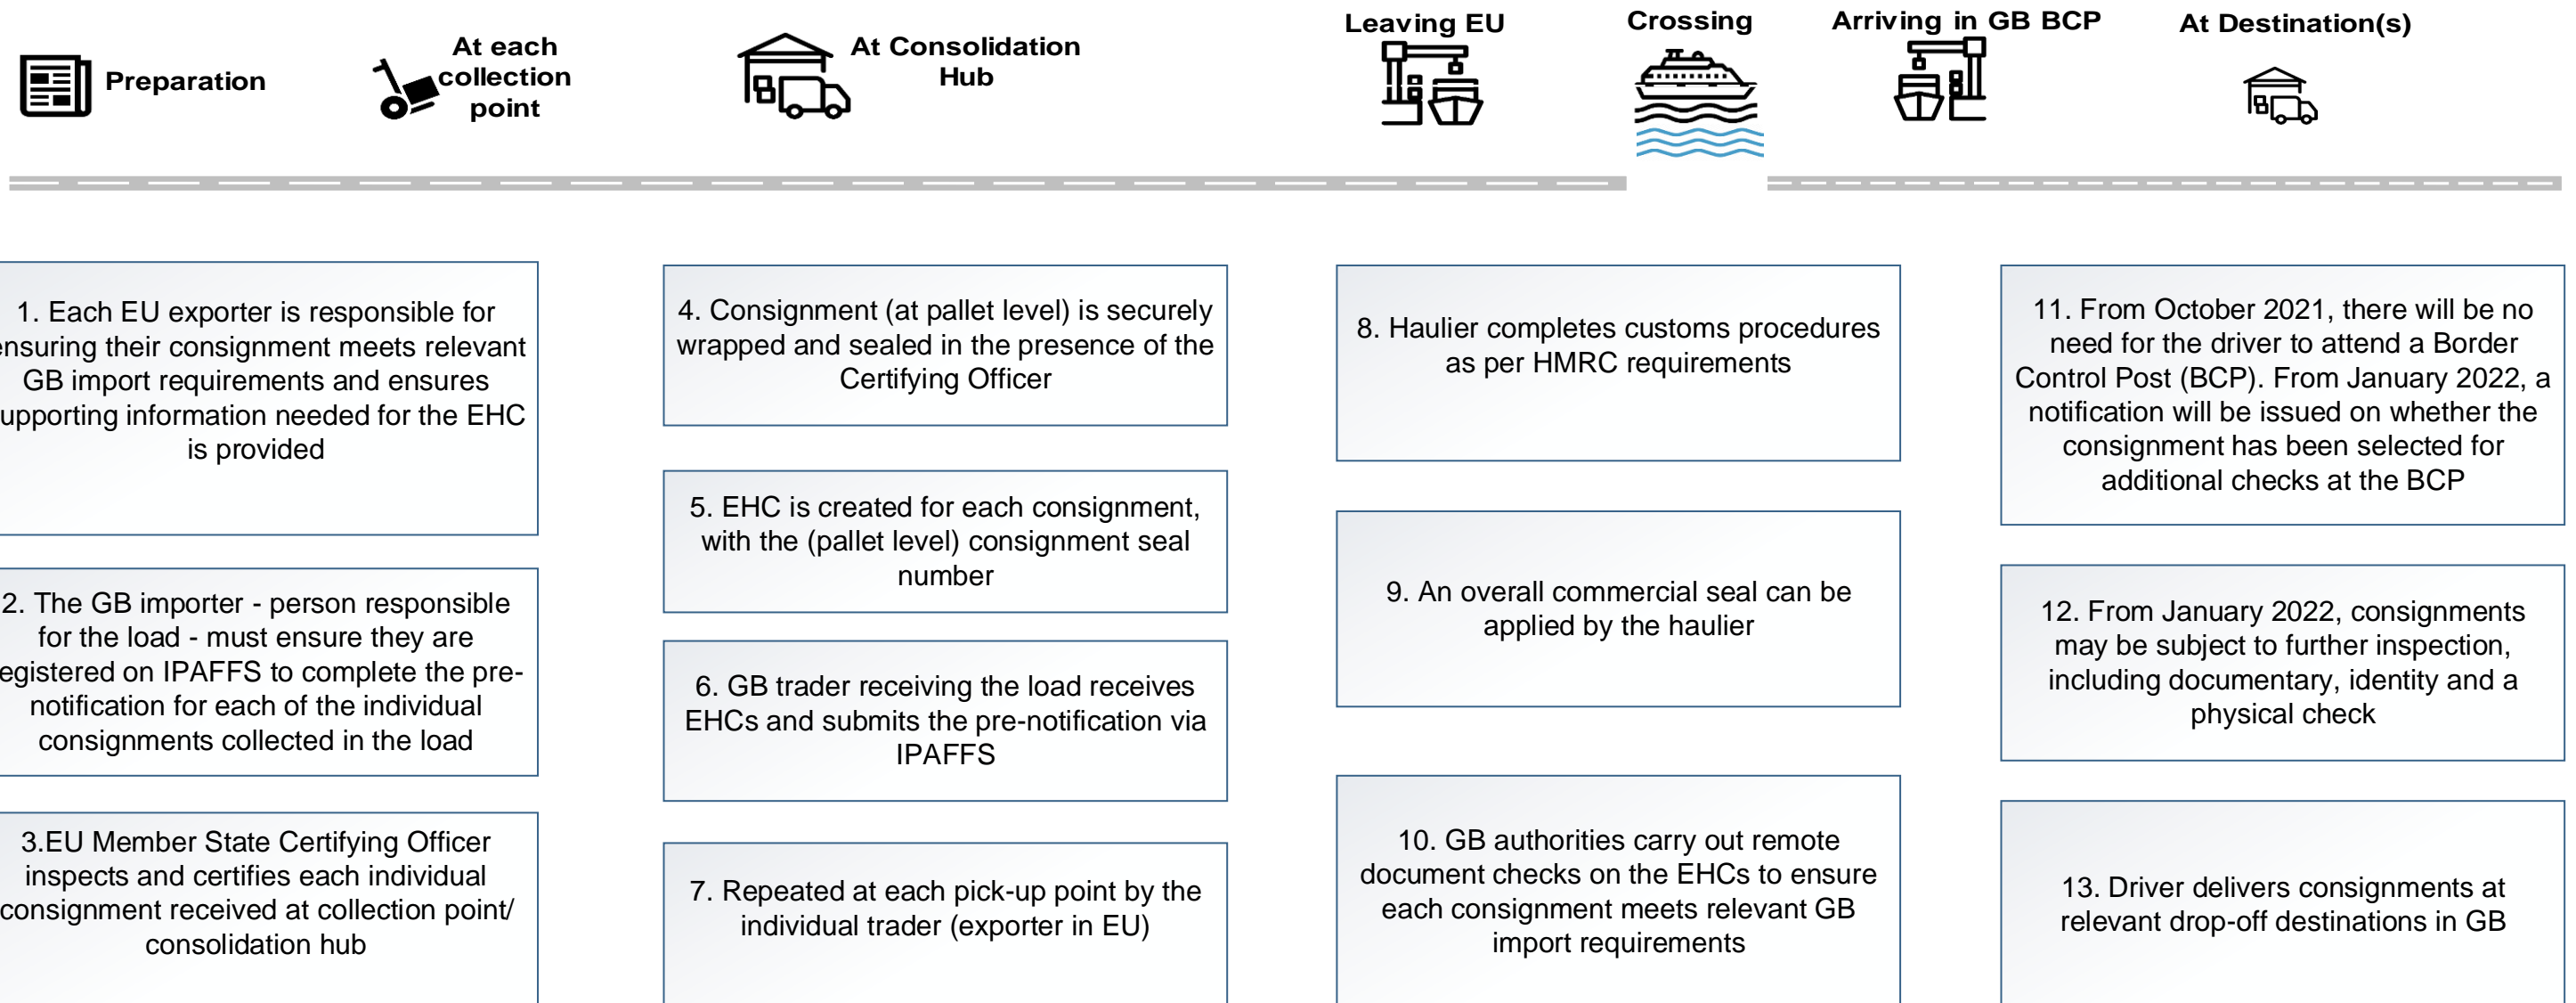 Preparation
At each
collection
point
At Consolidation
Hub
Leaving EU
Crossing
Arriving in GB BCP
At Destination(s)
1. Each EU exporter is responsible for
ensuring their consignment meets relevant
GB import requirements and ensures
upporting information needed for the EHC
is provided
2. The GB importer - person responsible
for the load - must ensure they are
egistered on IPAFFS to complete the pre-
notification for each of the individual
consignments collected in the load
3.EU Member State Certifying Officer
inspects and certifies each individual
consignment received at collection point/
consolidation hub
4. Consignment (at pallet level) is securely
wrapped and sealed in the presence of the
Certifying Officer
5. EHC is created for each consignment,
with the (pallet level) consignment seal
number
6. GB trader receiving the load receives
EHCs and submits the pre-notification via
IPAFFS
7. Repeated at each pick-up point by the
individual trader (exporter in EU)
8. Haulier completes customs procedures
as per HMRC requirements
9. An overall commercial seal can be
applied by the haulier
10. GB authorities carry out remote
document checks on the EHCs to ensure
each consignment meets relevant GB
import requirements
11. From October 2021, there will be no
need for the driver to attend a Border
Control Post (BCP). From January 2022, a
notification will be issued on whether the
consignment has been selected for
additional checks at the BCP
12. From January 2022, consignments
may be subject to further inspection,
including documentary, identity and a
physical check
13. Driver delivers consignments at
relevant drop-off destinations in GB